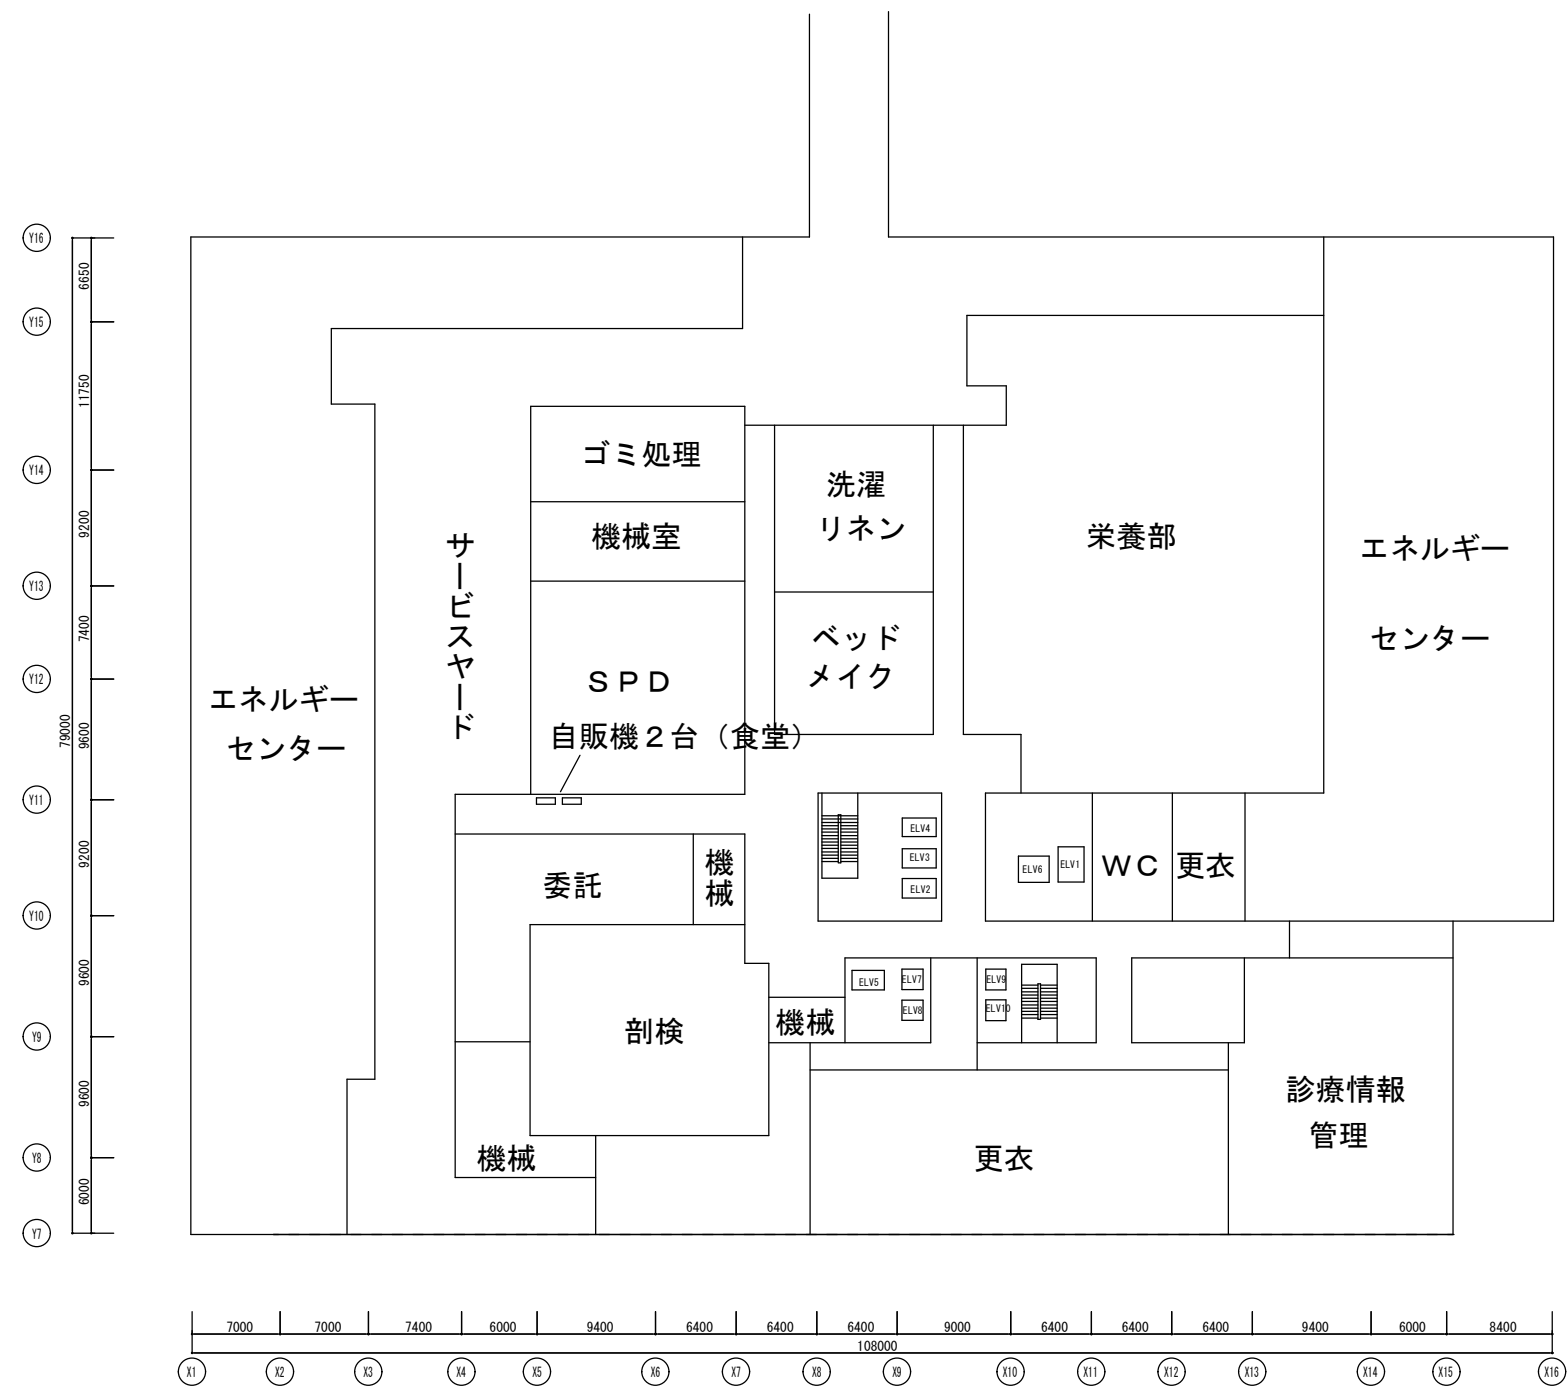 Y16
6650
Y15
11750
Y14
9200
Y13
7400
Y12
79000
9600
Y11
9200
Y10
9600
Y9
9600
Y8
6000
Y7
ゴミ処理
機械室
サービスヤード
SPD
自販機２台（食堂）
洗濯
リネン
ベッド
メイク
栄養部
エネルギー
センター
エネルギー
センター
委託
機械
ELV4
ELV3
ELV2
ELV6
ELV1
WC
更衣
剖検
機械
ELV5
ELV7
ELV8
ELV9
ELV10
機械
更衣
診療情報
管理
7000
7000
7400
6000
9400
6400
6400
6400
9000
6400
6400
6400
9400
6000
8400
108000
X1
X2
X3
X4
X5
X6
X7
X8
X9
X10
X11
X12
X13
X14
X15
X16